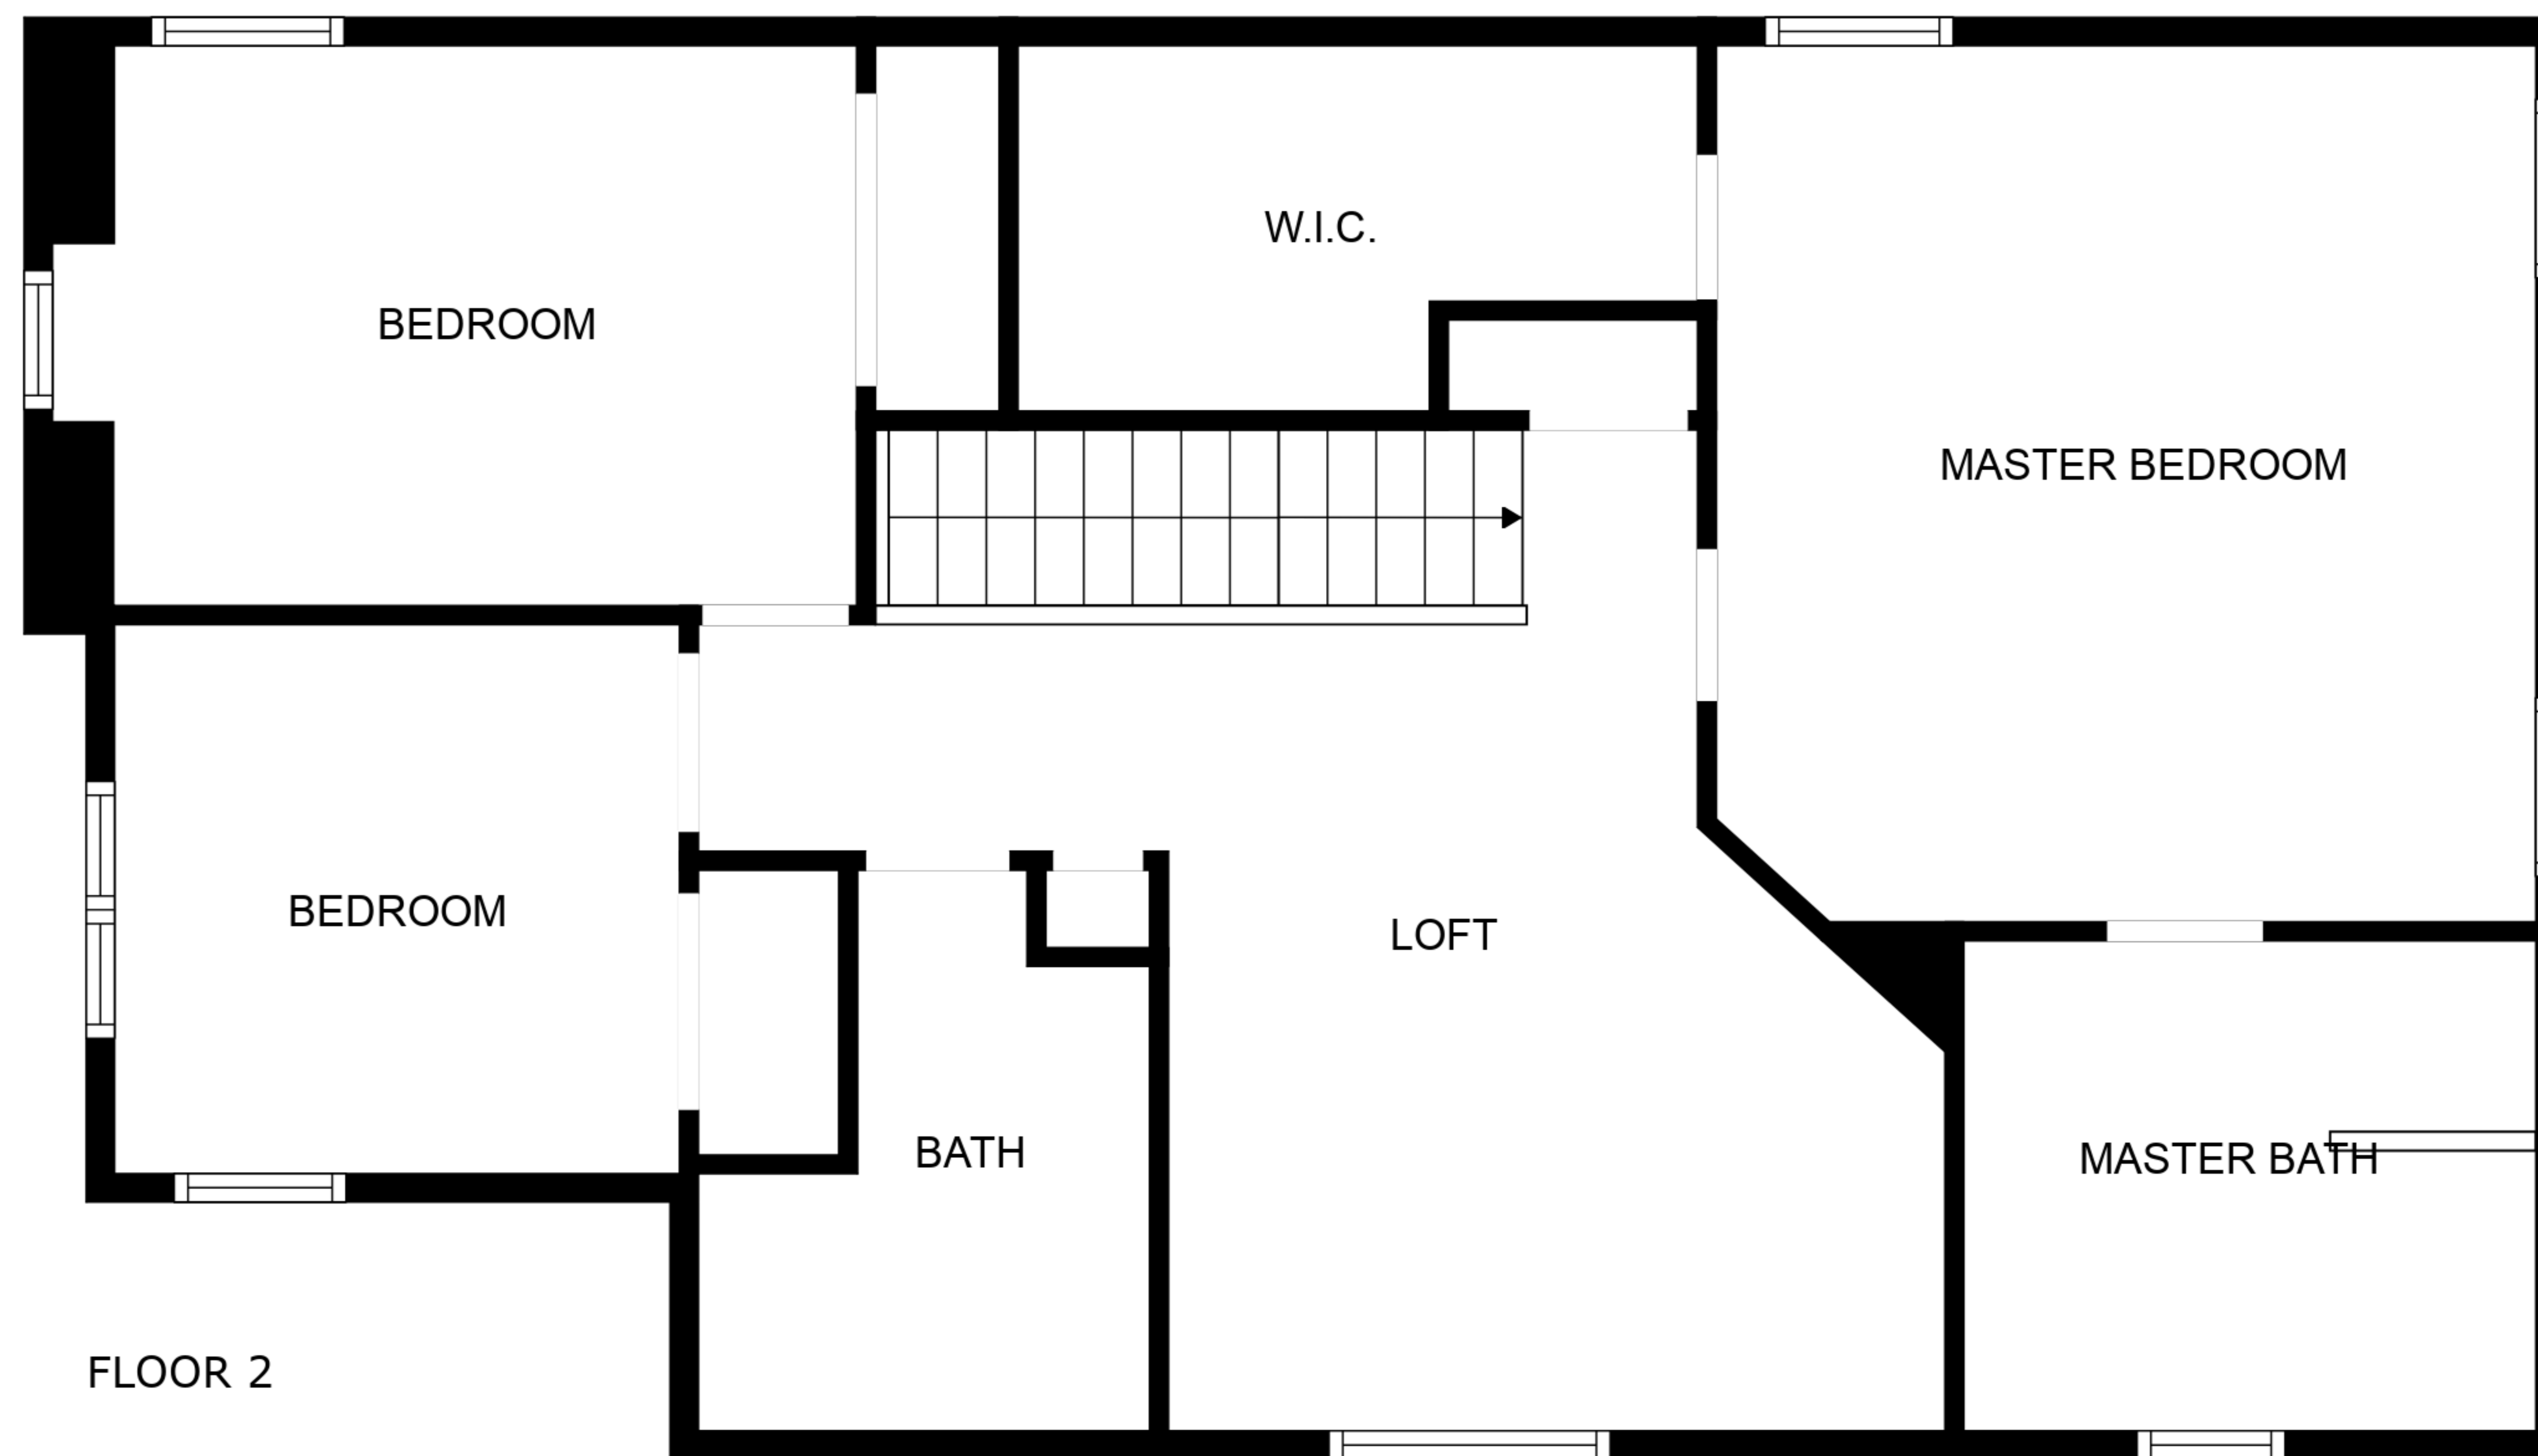 W.I.C.
BEDROOM
MASTER BEDROOM
BEDROOM
LOFT
BATH
MASTER BATH
FLOOR 2